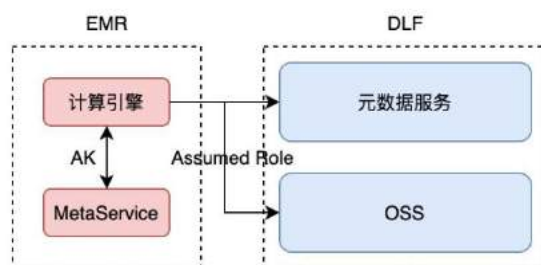 EMR
DLF
计算引擎
元数据服务
AK
Assumed Role
MetaService
OSS